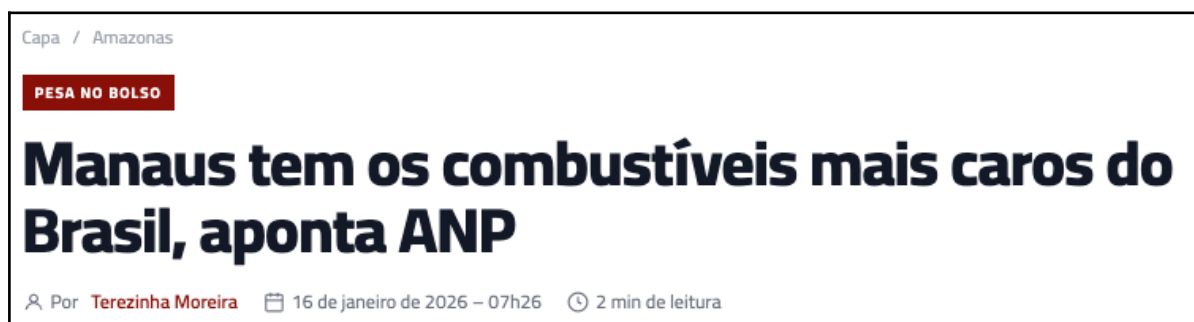 Capa / Amazonas
PESA NO BOLSO
Manaus tem os combustíveis mais caros do
Brasil, aponta ANP
Por Terezinha Moreira 16 de janeiro de 2026 – 07h26 2 min de leitura